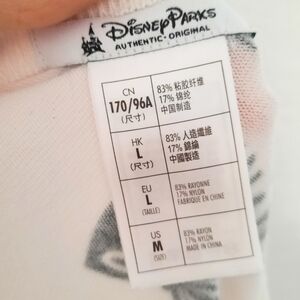 Disney Parks
AUTHENTIC · ORIGINAL
CN
170/96A
(尺寸)
83% 粘胶纤维
17% 锦纶
中国制造
HK
L
(尺寸)
83% 人造纖維
17% 錦綸
中國製造
EU
L
(TAILLE)
83% RAYONNE
17% NYLON
FABRIQUE EN CHINE
US
M
(SIZE)
83% RAYON
17% NYLON
MADE IN CHINA